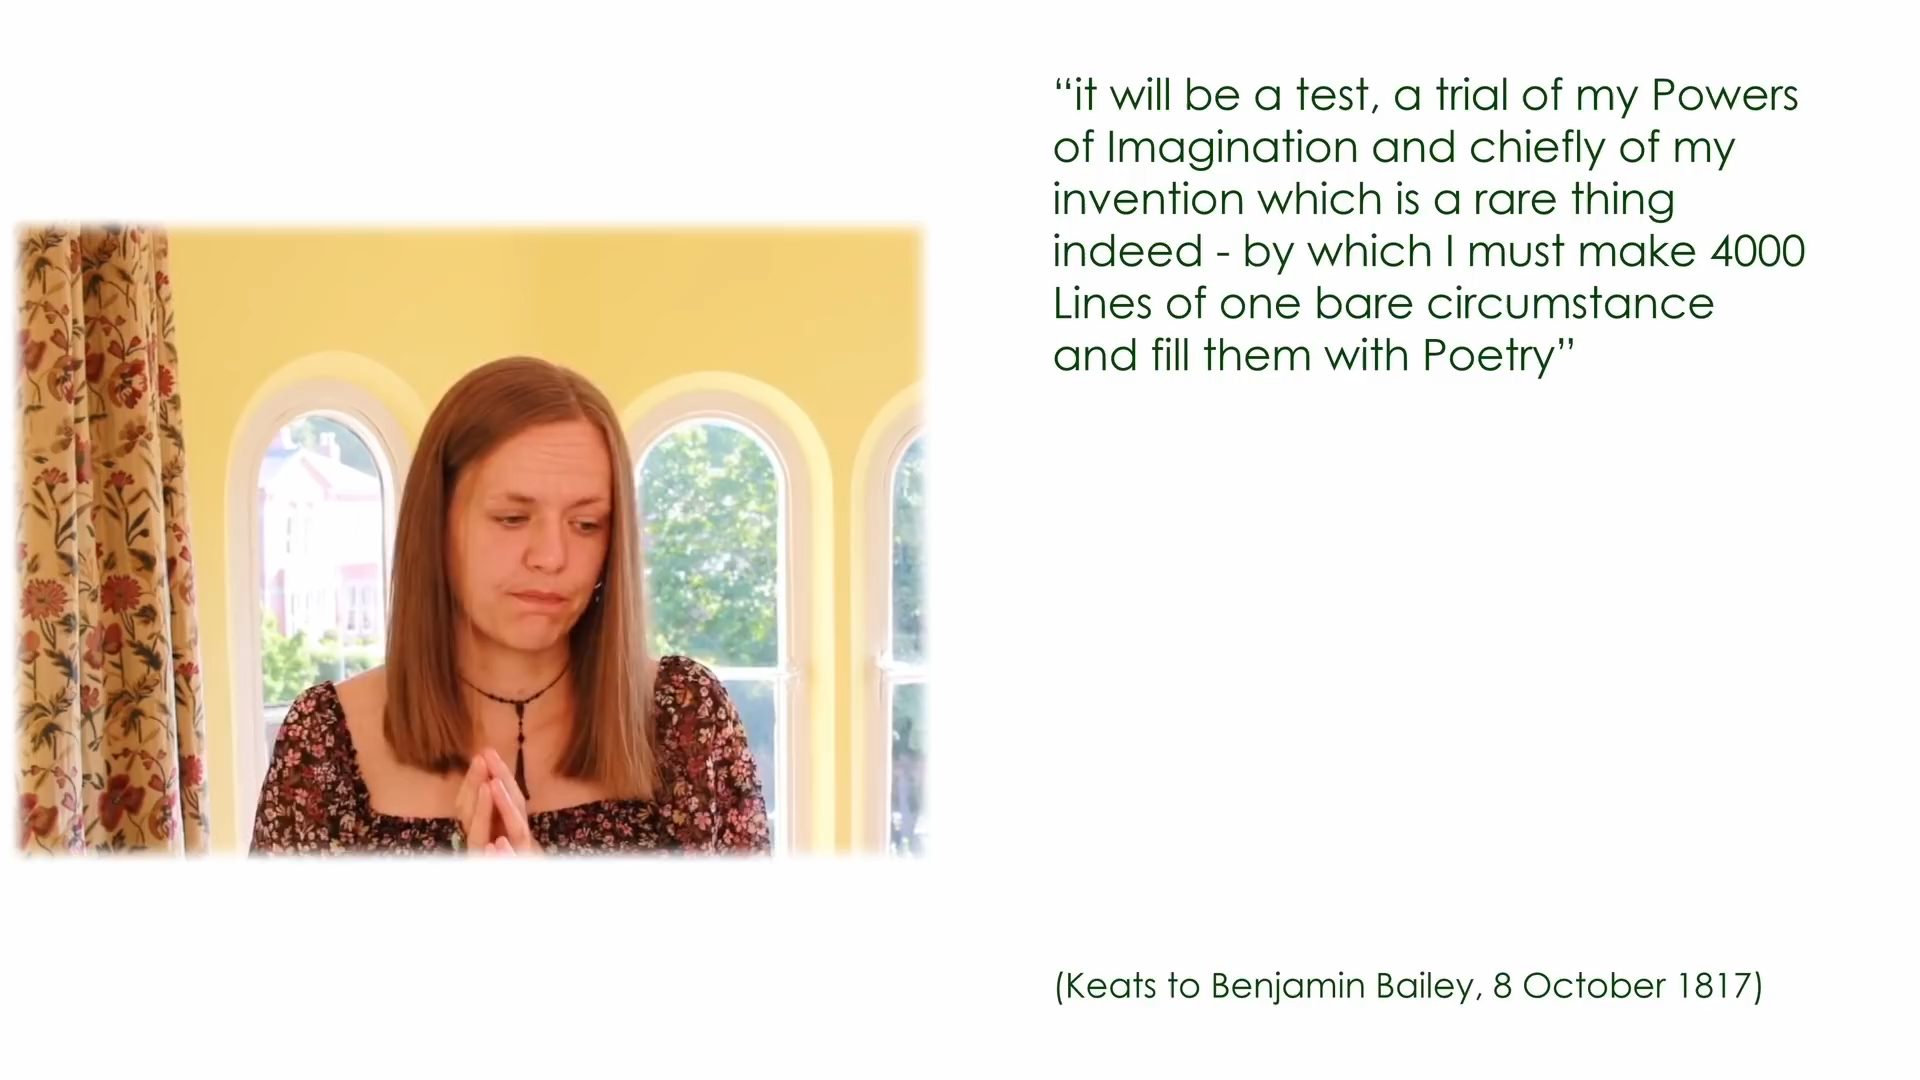 “it will be a test, a trial of my Powers
of Imagination and chiefly of my
invention which is a rare thing
indeed - by which I must make 4000
Lines of one bare circumstance
and fill them with Poetry”
(Keats to Benjamin Bailey, 8 October 1817)